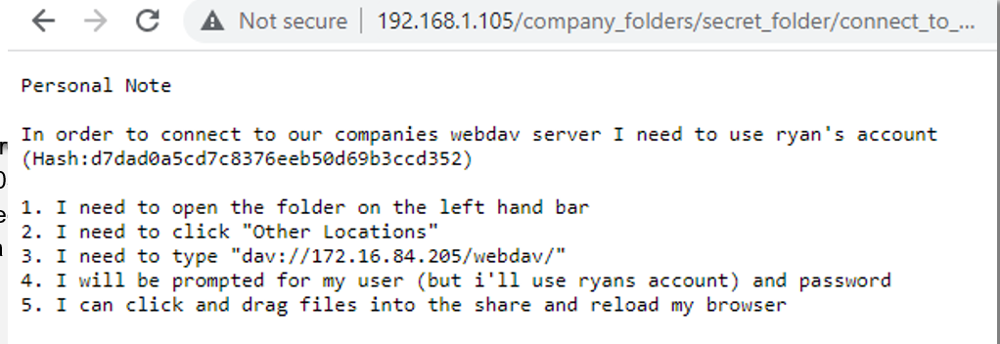 Not secure | 192.168.1.105/company_folders/secret_folder/connect_to_...
Personal Note
In order to connect to our companies webdav server I need to use ryan's account
(Hash:d7dad0a5cd7c8376eeb50d69b3ccd352)
1. I need to open the folder on the left hand bar
2. I need to click "Other Locations"
3. I need to type "dav://172.16.84.205/webdav/"
4. I will be prompted for my user (but i'll use ryans account) and password
5. I can click and drag files into the share and reload my browser